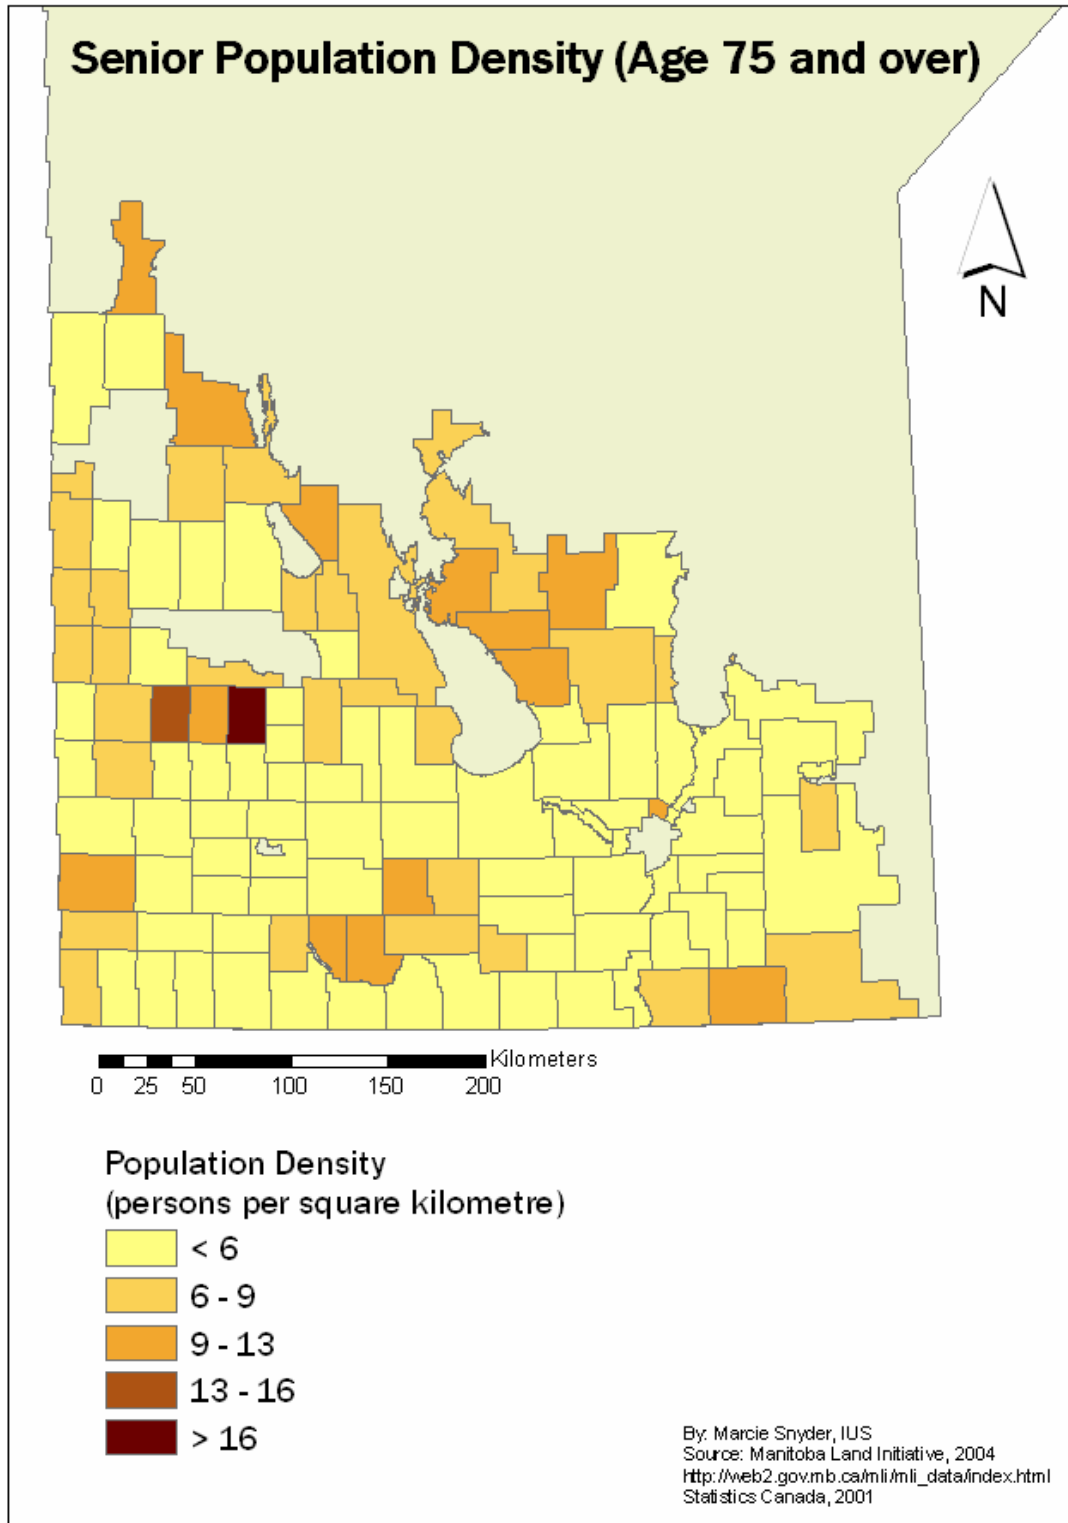 Senior Population Density (Age 75 and over)
N
Kilometers
0 25 50 100 150 200
Population Density
(persons per square kilometre)
< 6
6 - 9
9 - 13
13 - 16
> 16
By: Marcie Snyder, IUS
Source: Manitoba Land Initiative, 2004
http://web2.gov.mb.ca/mli/mli_data/index.html
Statistics Canada, 2001